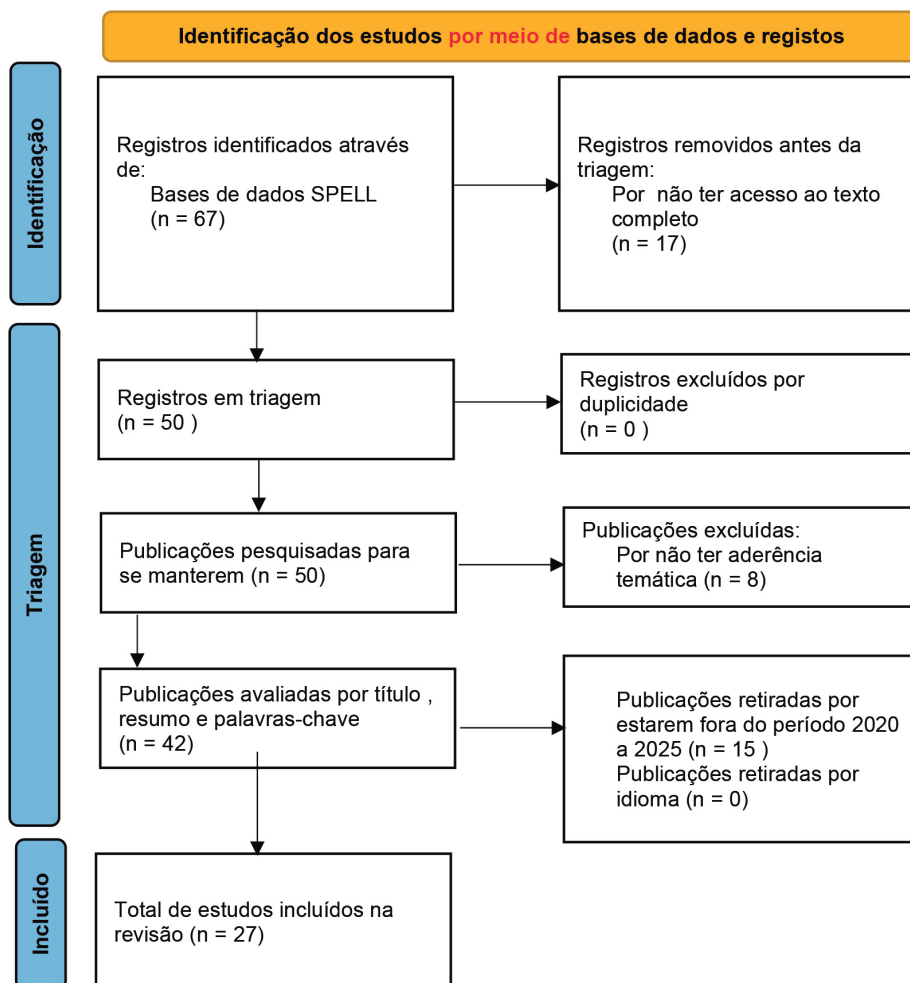 Identificação dos estudos por meio de bases de dados e registos
Identificação
Registros identificados através
de:
Bases de dados SPELL
(n = 67)
Registros removidos antes da
triagem:
Por não ter acesso ao texto
completo
(n = 17)
Triagem
Registros em triagem
(n = 50 )
Registros excluídos por
duplicidade
(n = 0 )
Publicações pesquisadas para
se manterem (n = 50)
Publicações excluídas:
Por não ter aderência
temática (n = 8)
Publicações avaliadas por título ,
resumo e palavras-chave
(n = 42)
Publicações retiradas por
estarem fora do período 2020
a 2025 (n = 15 )
Publicações retiradas por
idioma (n = 0)
Incluído
Total de estudos incluídos na
revisão (n = 27)